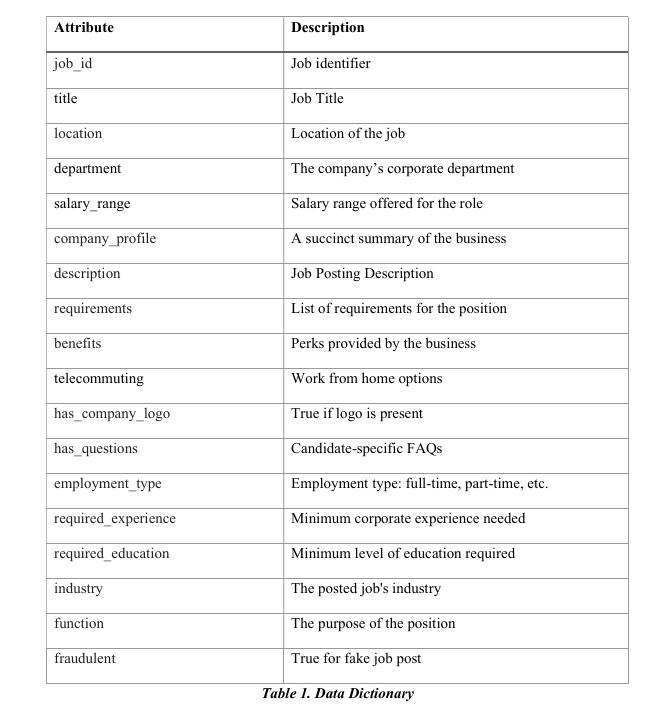 Attribute Description
job_id Job identifier
title Job Title
location Location of the job
department The company’s corporate department
salary_range Salary range offered for the role
company_profile A succinct summary of the business
description Job Posting Description
requirements List of requirements for the position
benefits Perks provided by the business
telecommuting Work from home options
has_company_logo True if logo is present
has_questions Candidate-specific FAQs
employment_type Employment type: full-time, part-time, etc.
required_experience Minimum corporate experience needed
required_education Minimum level of education required
industry The posted job's industry
function The purpose of the position
fraudulent True for fake job post
Table 1. Data Dictionary